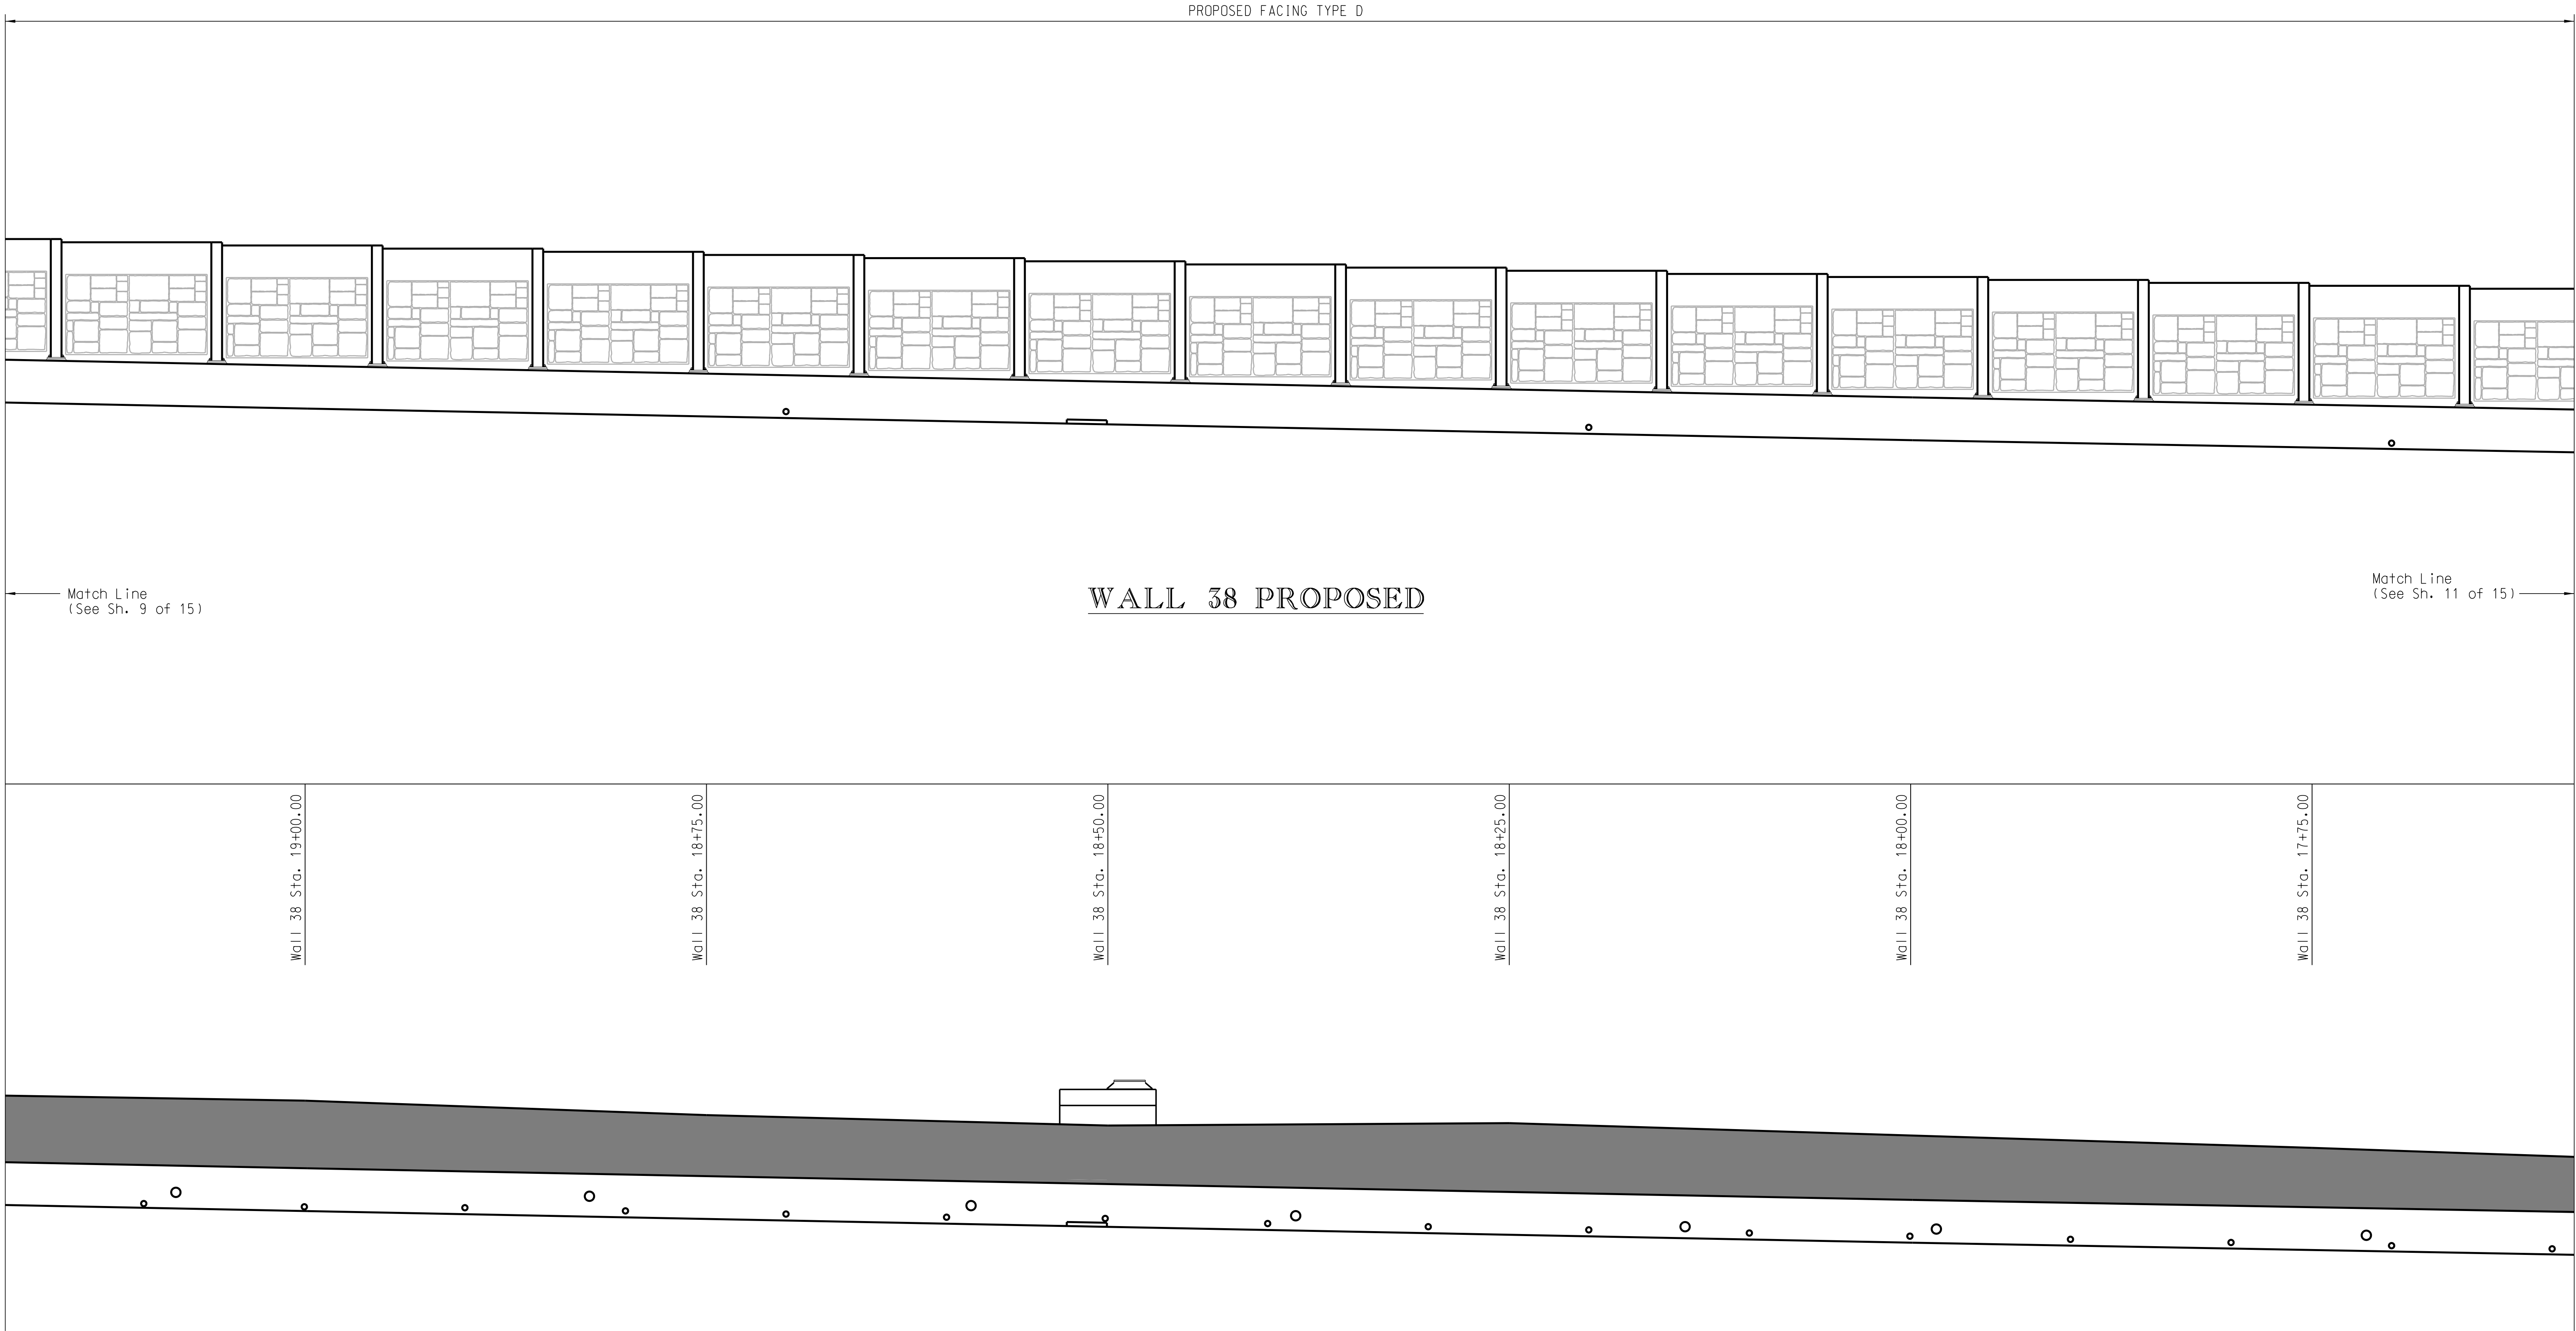 PROPOSED FACING TYPE D
Match Line
(See Sh. 9 of 15)
WALL 38 PROPOSED
Match Line
(See Sh. 11 of 15)
Wall 38 Sta. 19+00.00
Wall 38 Sta. 18+75.00
Wall 38 Sta. 18+50.00
Wall 38 Sta. 18+25.00
Wall 38 Sta. 18+00.00
Wall 38 Sta. 17+75.00